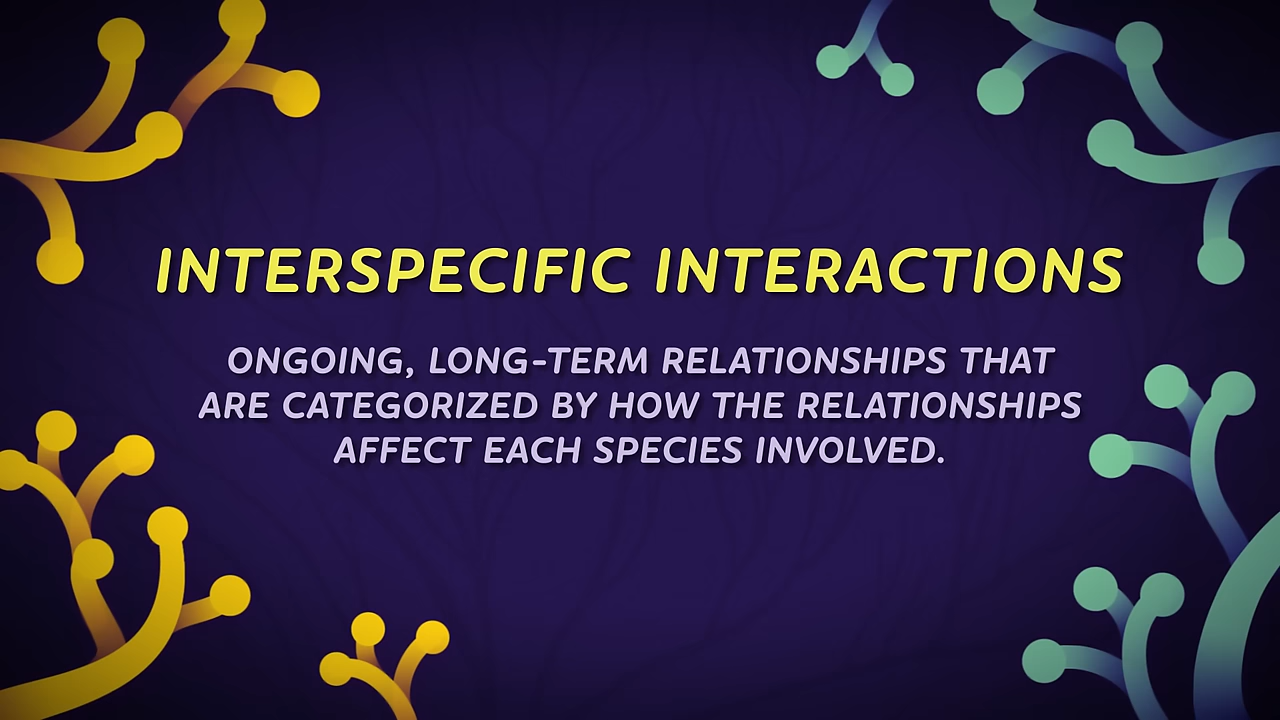 INTERSPECIFIC INTERACTIONS
ONGOING, LONG-TERM RELATIONSHIPS THAT
ARE CATEGORIZED BY HOW THE RELATIONSHIPS
AFFECT EACH SPECIES INVOLVED.